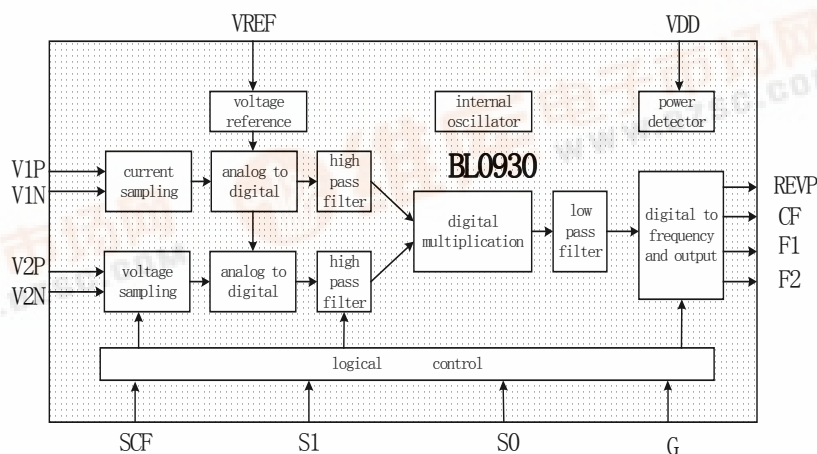 VREF
VDD
voltage
reference
internal
oscillator
power
detector
BL0930
V1P
V1N
current
sampling
analog to
digital
high
pass
filter
digital
multiplication
low
pass
filter
digital to
frequency
and output
REVP
CF
F1
F2
V2P
V2N
voltage
sampling
analog to
digital
high
pass
filter
logical control
SCF
S1
S0
G